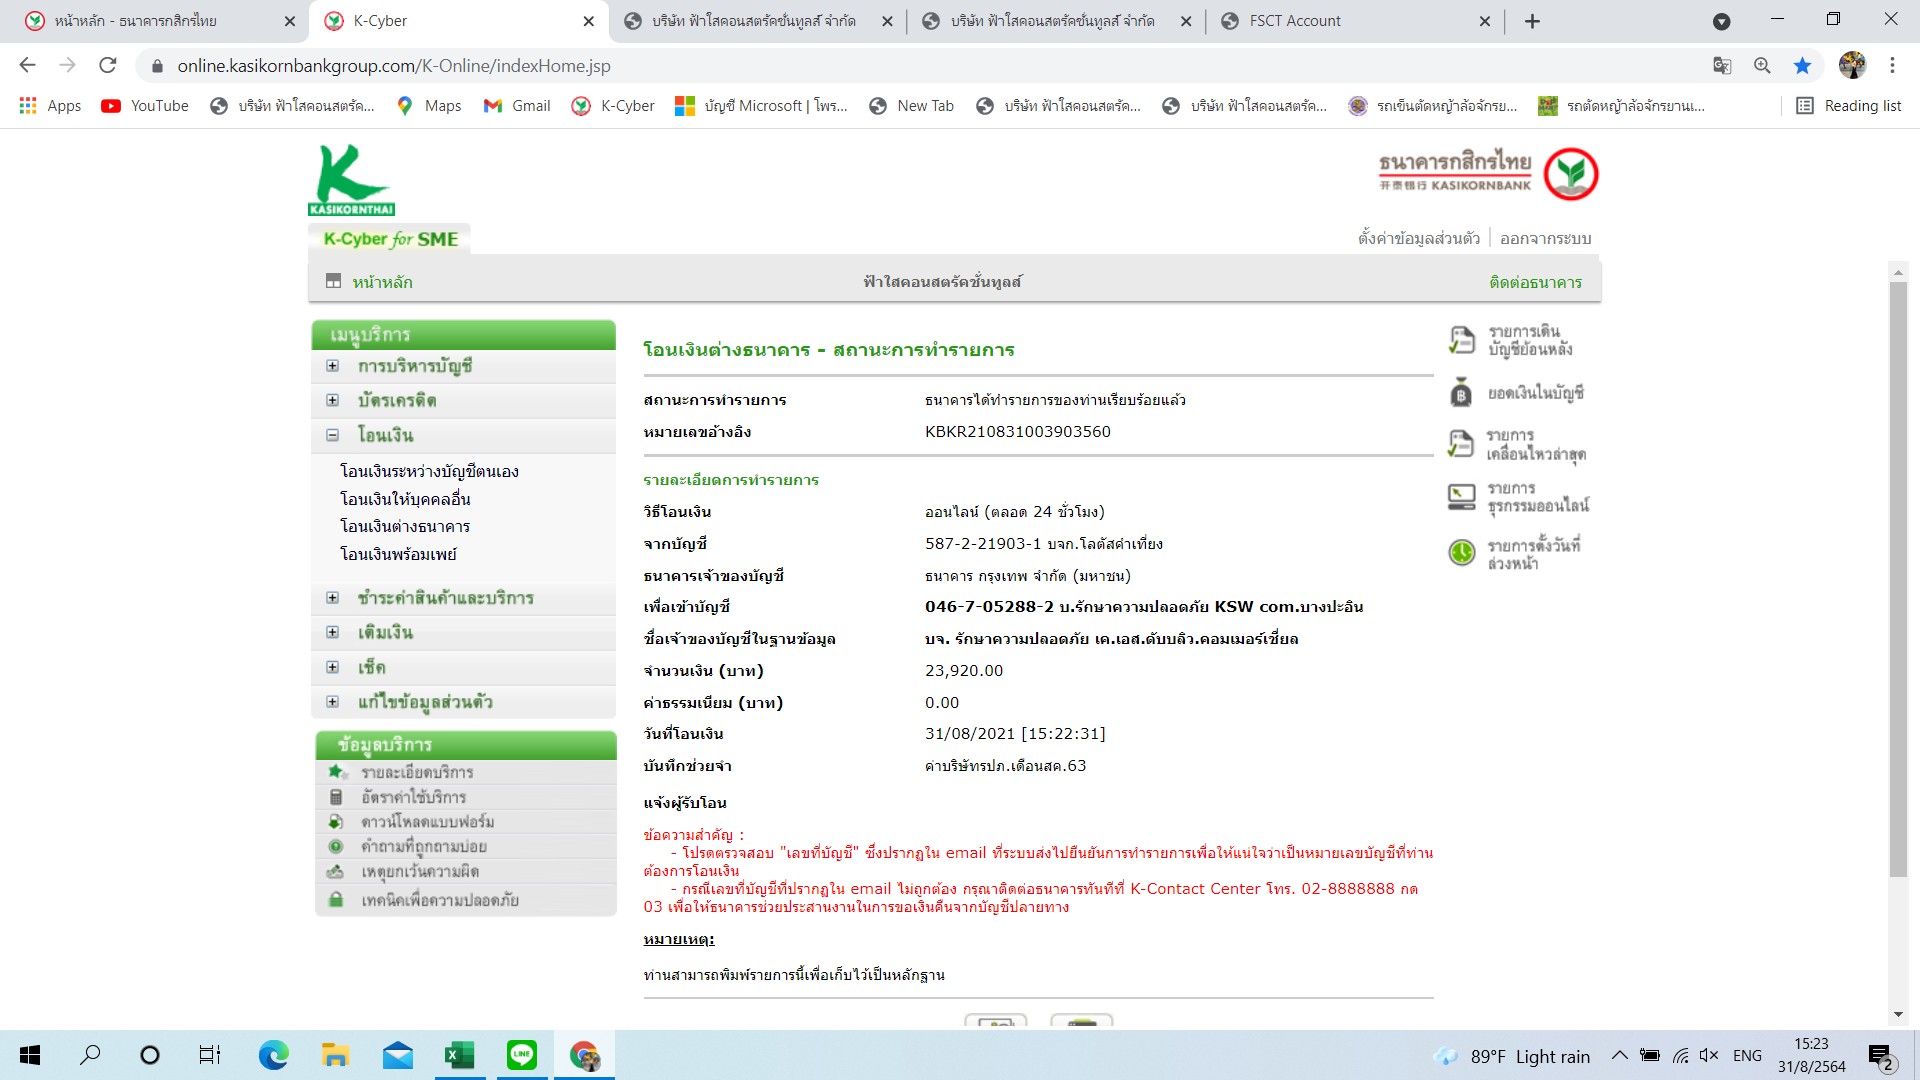 หน้าหลัก - ธนาคารกสิกรไทย
K-Cyber
บริษัท ฟ้าใสคอนสตรัคชั่นทูลส์ จำกัด
บริษัท ฟ้าใสคอนสตรัคชั่นทูลส์ จำกัด
FSCT Account
online.kasikornbankgroup.com/K-Online/indexHome.jsp
Apps
YouTube
บริษัท ฟ้าใสคอนสตรัค...
Maps
Gmail
K-Cyber
บัญชี Microsoft | โพร...
New Tab
บริษัท ฟ้าใสคอนสตรัค...
บริษัท ฟ้าใสคอนสตรัค...
รถเข็นตัดหญ้าล้อจักรย...
รถตัดหญ้าล้อจักรยานเ...
Reading list
KASIKORNTHAI
ธนาคารกสิกรไทย
开泰银行 KASIKORNBANK
K-Cyber for SME
ตั้งค่าข้อมูลส่วนตัว
ออกจากระบบ
หน้าหลัก
ฟ้าใสคอนสตรัคชั่นทูลส์
ติดต่อธนาคาร
เมนูบริการ
การบริหารบัญชี
บัตรเครดิต
โอนเงิน
โอนเงินระหว่างบัญชีตนเอง
โอนเงินให้บุคคลอื่น
โอนเงินต่างธนาคาร
โอนเงินพร้อมเพย์
ชำระค่าสินค้าและบริการ
เติมเงิน
เช็ค
แก้ไขข้อมูลส่วนตัว
ข้อมูลบริการ
รายละเอียดบริการ
อัตราค่าใช้บริการ
ดาวน์โหลดแบบฟอร์ม
คำถามที่ถูกถามบ่อย
เหตุยกเว้นความผิด
เทคนิคเพื่อความปลอดภัย
โอนเงินต่างธนาคาร - สถานะการทำรายการ
สถานะการทำรายการ ธนาคารได้ทำรายการของท่านเรียบร้อยแล้ว
หมายเลขอ้างอิง KBKR210831003903560
รายละเอียดการทำรายการ
วิธีโอนเงิน ออนไลน์ (ตลอด 24 ชั่วโมง)
จากบัญชี 587-2-21903-1 บจก.โลตัสคำเที่ยง
ธนาคารเจ้าของบัญชี ธนาคาร กรุงเทพ จำกัด (มหาชน)
เพื่อเข้าบัญชี 046-7-05288-2 บ.รักษาความปลอดภัย KSW com.บางปะอิน
ชื่อเจ้าของบัญชีในฐานข้อมูล บจ. รักษาความปลอดภัย เค.เอส.ดับบลิว.คอมเมอร์เชี่ยล
จำนวนเงิน (บาท) 23,920.00
ค่าธรรมเนียม (บาท) 0.00
วันที่โอนเงิน 31/08/2021 [15:22:31]
บันทึกช่วยจำ ค่าบริษัทรปภ.เดือนสค.63
แจ้งผู้รับโอน
ข้อความสำคัญ :
- โปรดตรวจสอบ "เลขที่บัญชี" ซึ่งปรากฏใน email ที่ระบบส่งไปยืนยันการทำรายการเพื่อให้แน่ใจว่าเป็นหมายเลขบัญชีที่ท่าน
ต้องการโอนเงิน
- กรณีเลขที่บัญชีที่ปรากฏใน email ไม่ถูกต้อง กรุณาติดต่อธนาคารทันทีที่ K-Contact Center โทร. 02-8888888 กด
03 เพื่อให้ธนาคารช่วยประสานงานในการขอเงินคืนจากบัญชีปลายทาง
หมายเหตุ:
ท่านสามารถพิมพ์รายการนี้เพื่อเก็บไว้เป็นหลักฐาน
รายการเดิน
บัญชีย้อนหลัง
ยอดเงินในบัญชี
รายการ
เคลื่อนไหวล่าสุด
รายการ
ธุรกรรมออนไลน์
รายการตั้งวันที่
ล่วงหน้า
LINE
89°F Light rain
ENG
15:23
31/8/2564
2